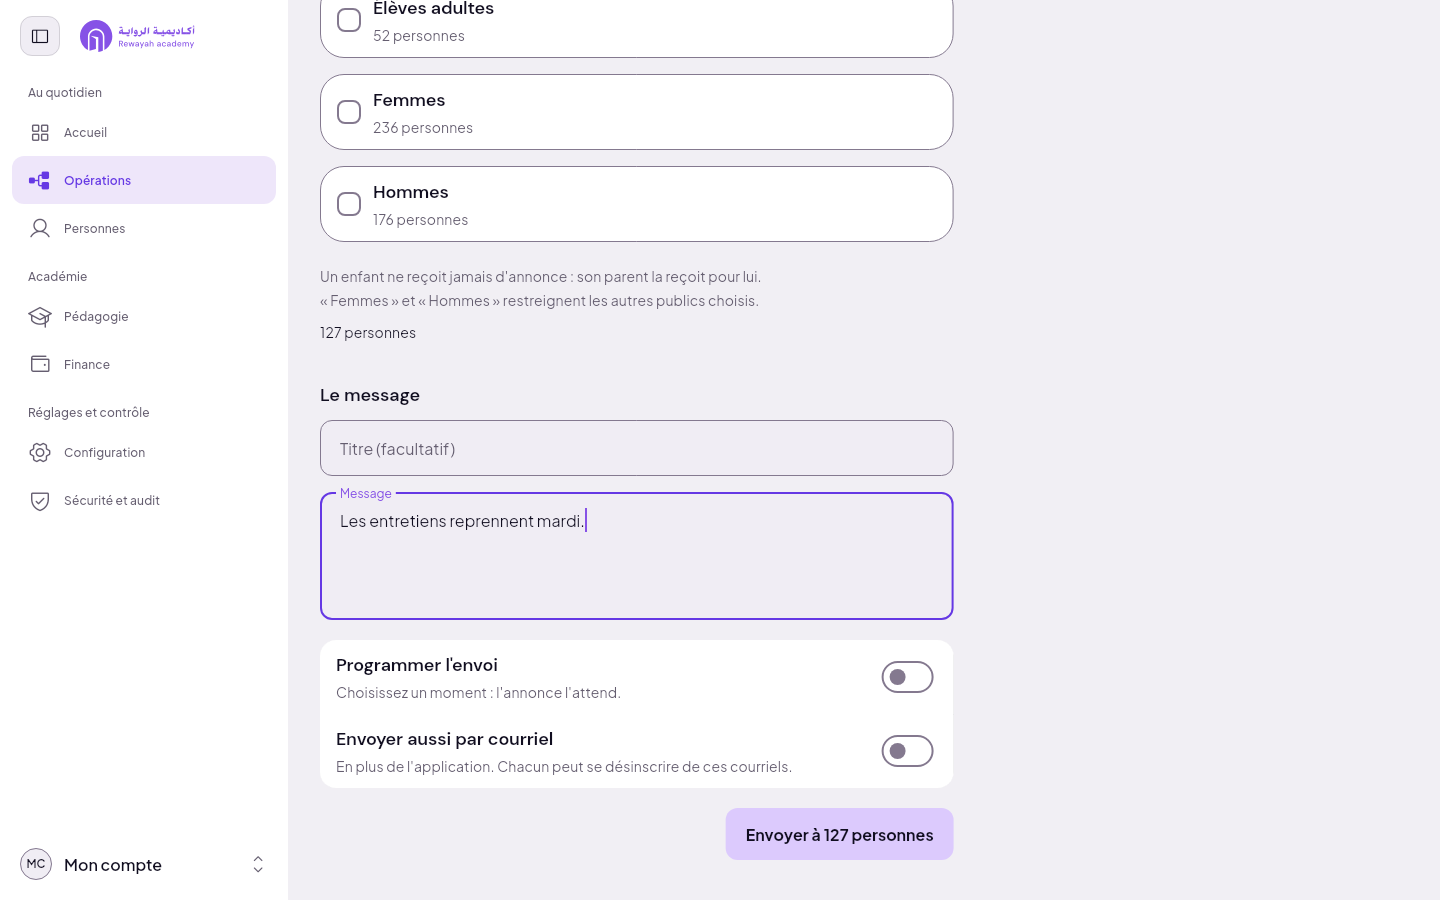 أكاديمية الرواية
Rewayah academy
Au quotidien
Accueil
Opérations
Personnes
Académie
Pédagogie
Finance
Réglages et contrôle
Configuration
Sécurité et audit
MC
Mon compte
Élèves adultes
52 personnes
Femmes
236 personnes
Hommes
176 personnes
Un enfant ne reçoit jamais d'annonce : son parent la reçoit pour lui.
« Femmes » et « Hommes » restreignent les autres publics choisis.
127 personnes
Le message
Titre (facultatif)
Message
Les entretiens reprennent mardi.
Programmer l'envoi
Choisissez un moment : l'annonce l'attend.
Envoyer aussi par courriel
En plus de l'application. Chacun peut se désinscrire de ces courriels.
Envoyer à 127 personnes